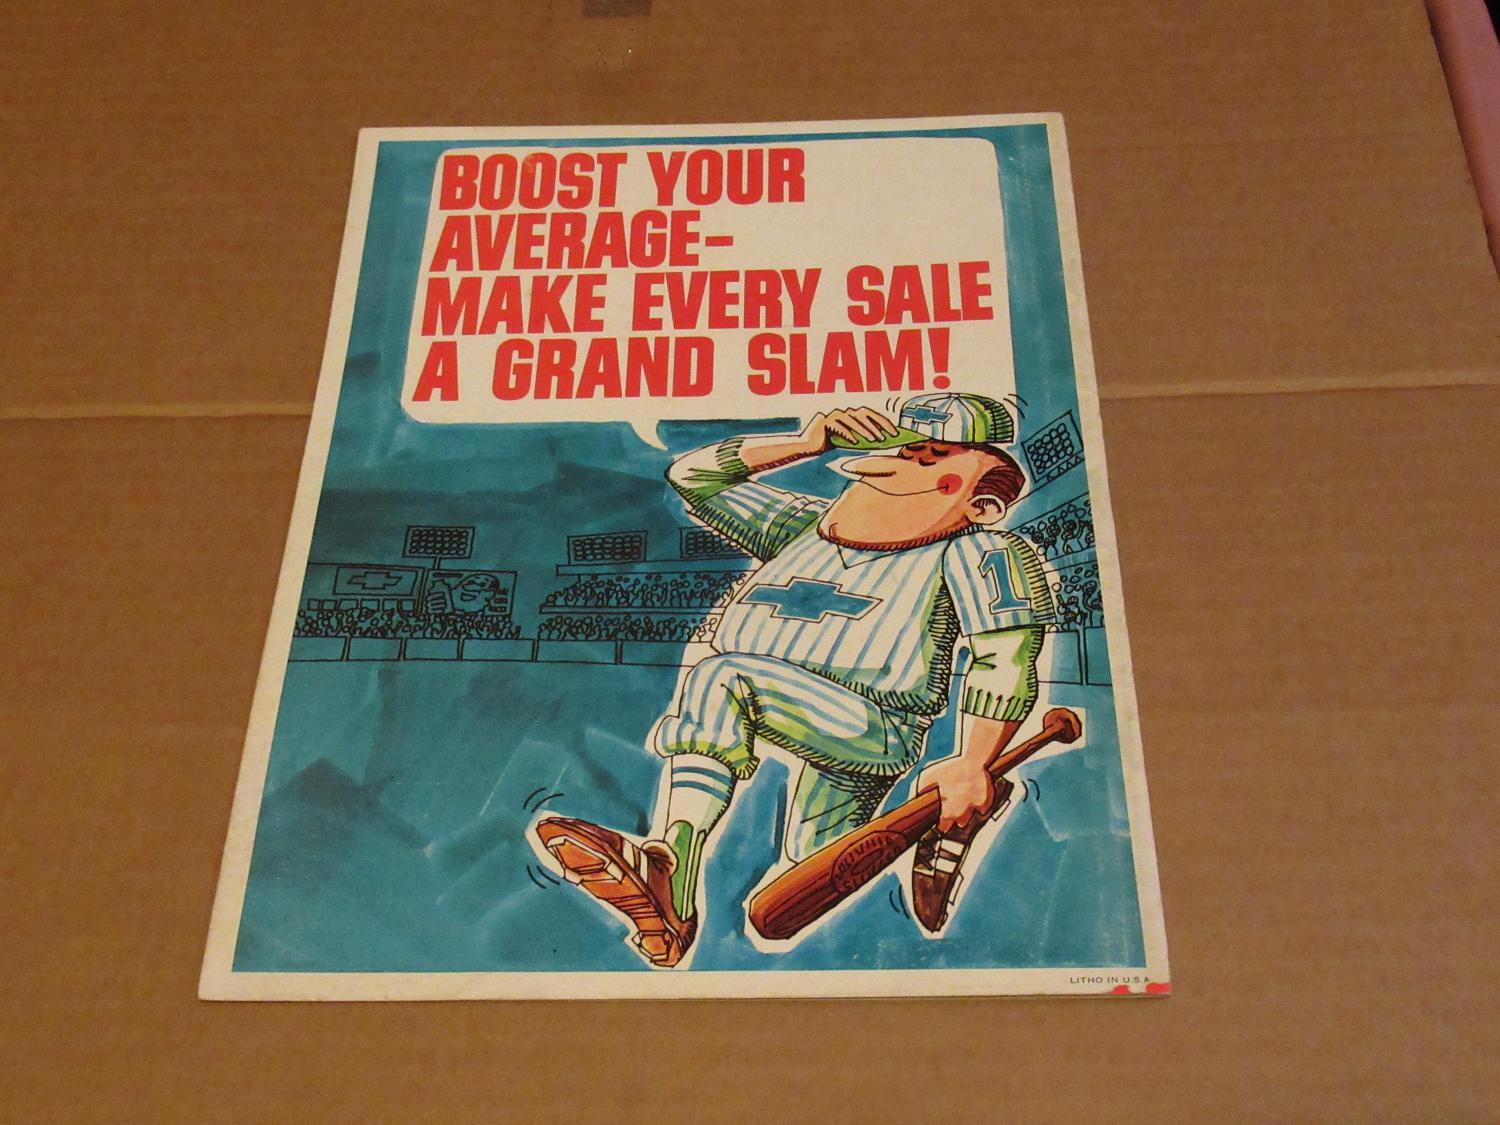 BOOST YOUR
AVERAGE-
MAKE EVERY SALE
A GRAND SLAM!
1
LITHO IN U.S.A